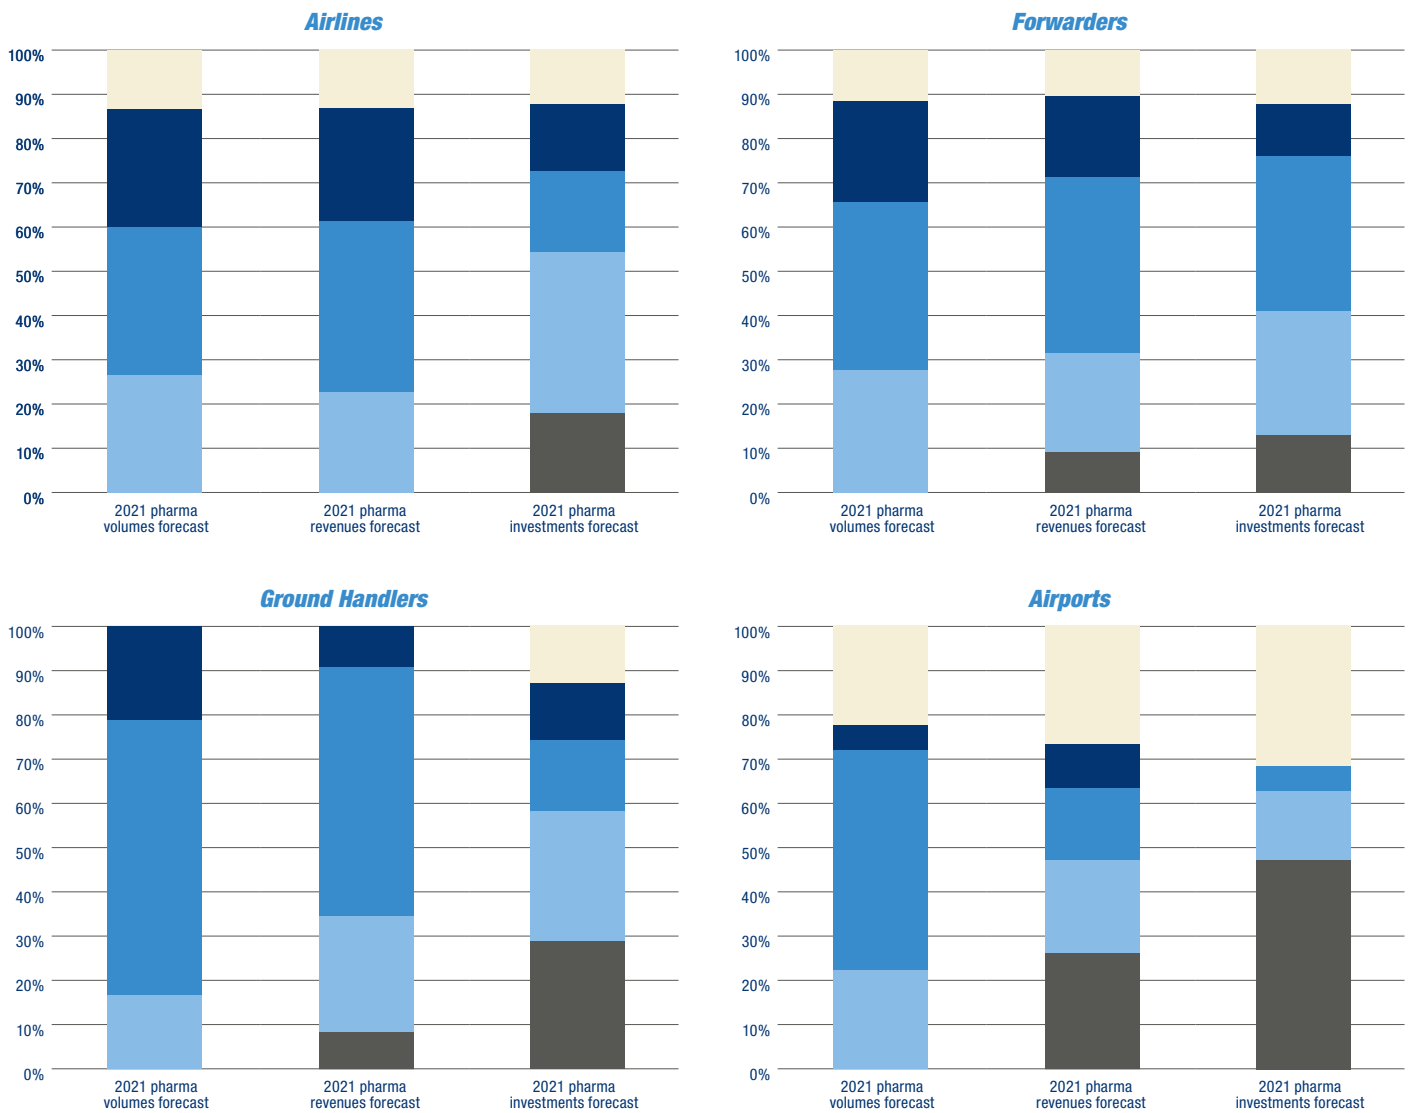 Airlines
100%
90%
80%
70%
60%
50%
40%
30%
20%
10%
0%
2021 pharma
volumes forecast
2021 pharma
revenues forecast
2021 pharma
investments forecast
Forwarders
100%
90%
80%
70%
60%
50%
40%
30%
20%
10%
0%
2021 pharma
volumes forecast
2021 pharma
revenues forecast
2021 pharma
investments forecast
Ground Handlers
100%
90%
80%
70%
60%
50%
40%
30%
20%
10%
0%
2021 pharma
volumes forecast
2021 pharma
revenues forecast
2021 pharma
investments forecast
Airports
100%
90%
80%
70%
60%
50%
40%
30%
20%
10%
0%
2021 pharma
volumes forecast
2021 pharma
revenues forecast
2021 pharma
investments forecast